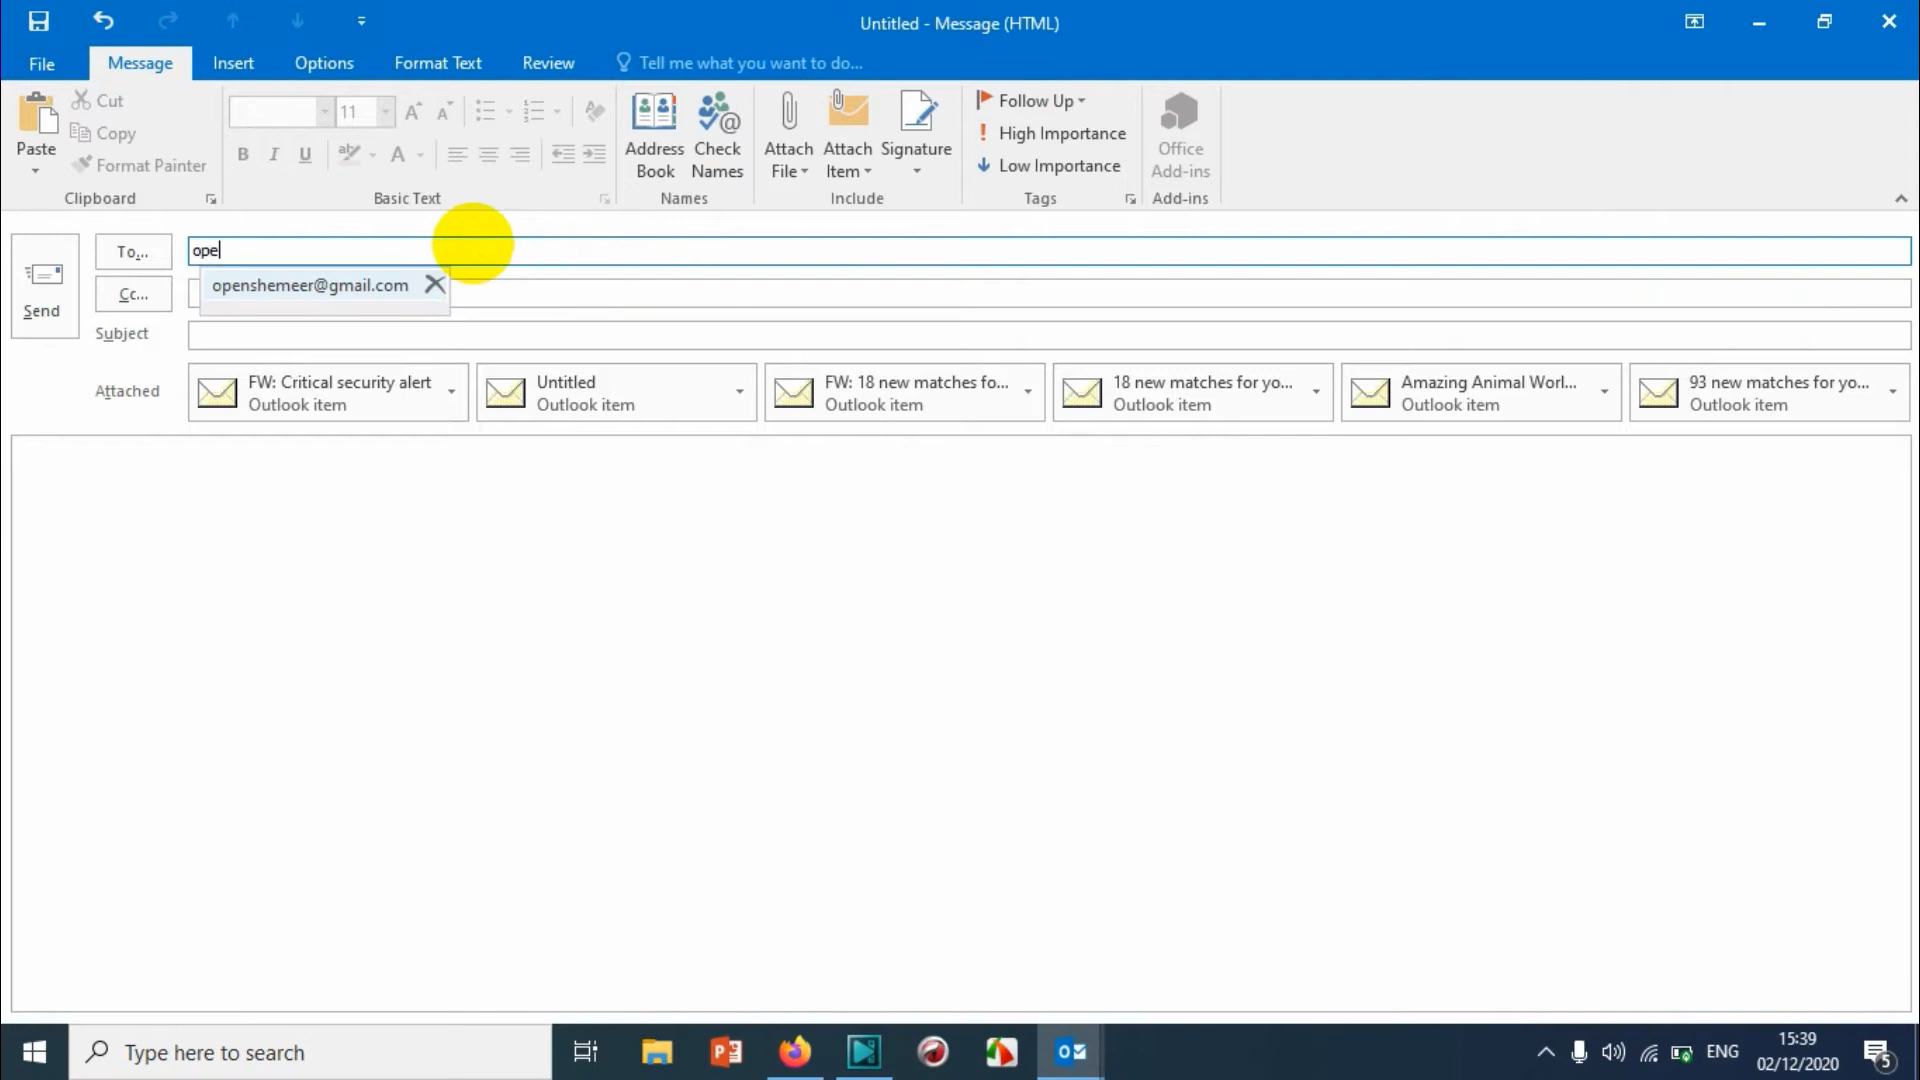 Untitled - Message (HTML)
File Message Insert Options Format Text Review Tell me what you want to do...
Paste
Cut
Copy
Format Painter
Clipboard
11
B I U A
Basic Text
Address Book
Check Names
Names
Attach File
Attach Item
Signature
Include
Follow Up
High Importance
Low Importance
Tags
Office Add-ins
Add-ins
Send
To...
ope
openshemeer@gmail.com
Cc...
Subject
Attached
FW: Critical security alert
Outlook item
Untitled
Outlook item
FW: 18 new matches fo...
Outlook item
18 new matches for yo...
Outlook item
Amazing Animal Worl...
Outlook item
93 new matches for yo...
Outlook item
Type here to search
ENG
15:39
02/12/2020
5